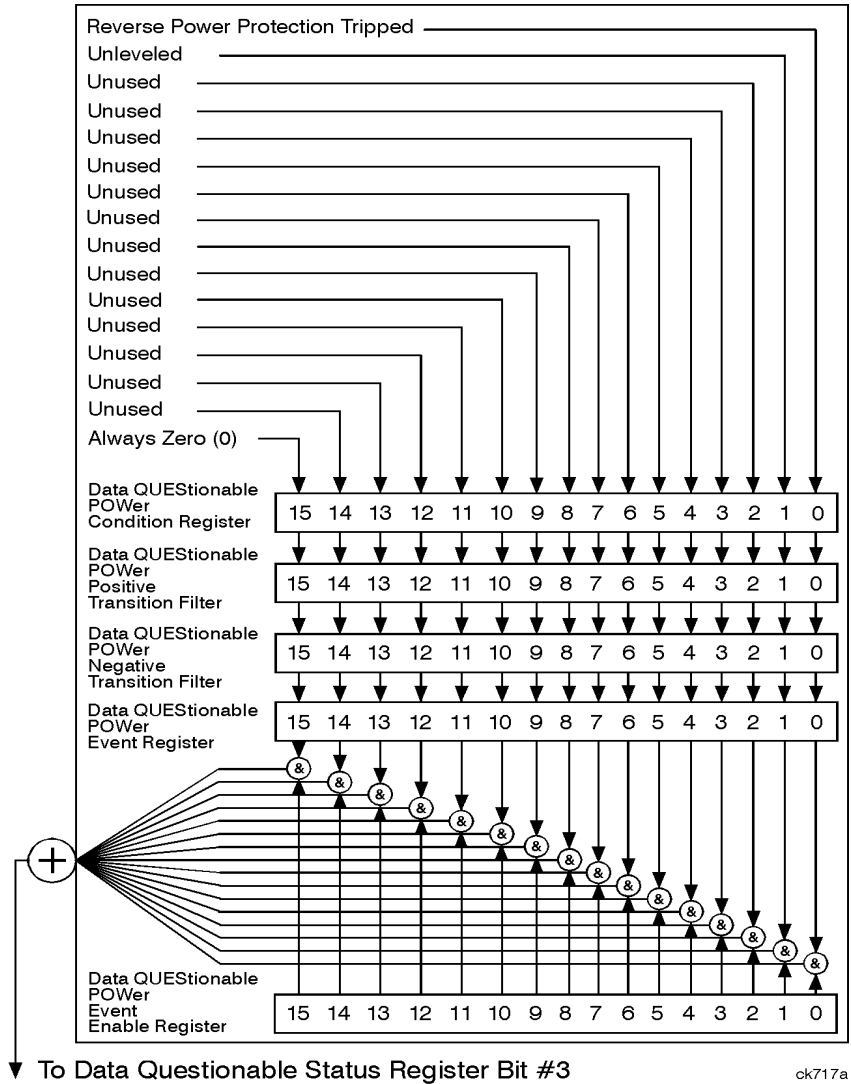 Reverse Power Protection Tripped
Unleveled
Unused
Unused
Unused
Unused
Unused
Unused
Unused
Unused
Unused
Unused
Unused
Unused
Unused
Always Zero (0)
Data QUEStionable
POWer
Condition Register
15 14 13 12 11 10 9 8 7 6 5 4 3 2 1 0
Data QUEStionable
POWer
Positive
Transition Filter
15 14 13 12 11 10 9 8 7 6 5 4 3 2 1 0
Data QUEStionable
POWer
Negative
Transition Filter
15 14 13 12 11 10 9 8 7 6 5 4 3 2 1 0
Data QUEStionable
POWer
Event Register
15 14 13 12 11 10 9 8 7 6 5 4 3 2 1 0
& & & & & & & & & & & & & & & &
+
Data QUEStionable
POWer
Event
Enable Register
15 14 13 12 11 10 9 8 7 6 5 4 3 2 1 0
To Data Questionable Status Register Bit #3
ck717a